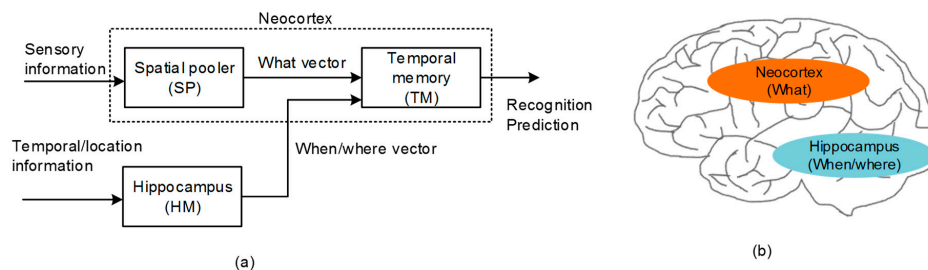 Neocortex
Sensory
information
Spatial pooler
(SP)
What vector
Temporal
memory
(TM)
Recognition
Prediction
Temporal/location
information
When/where vector
Hippocampus
(HM)
(a)
Neocortex
(What)
Hippocampus
(When/where)
(b)